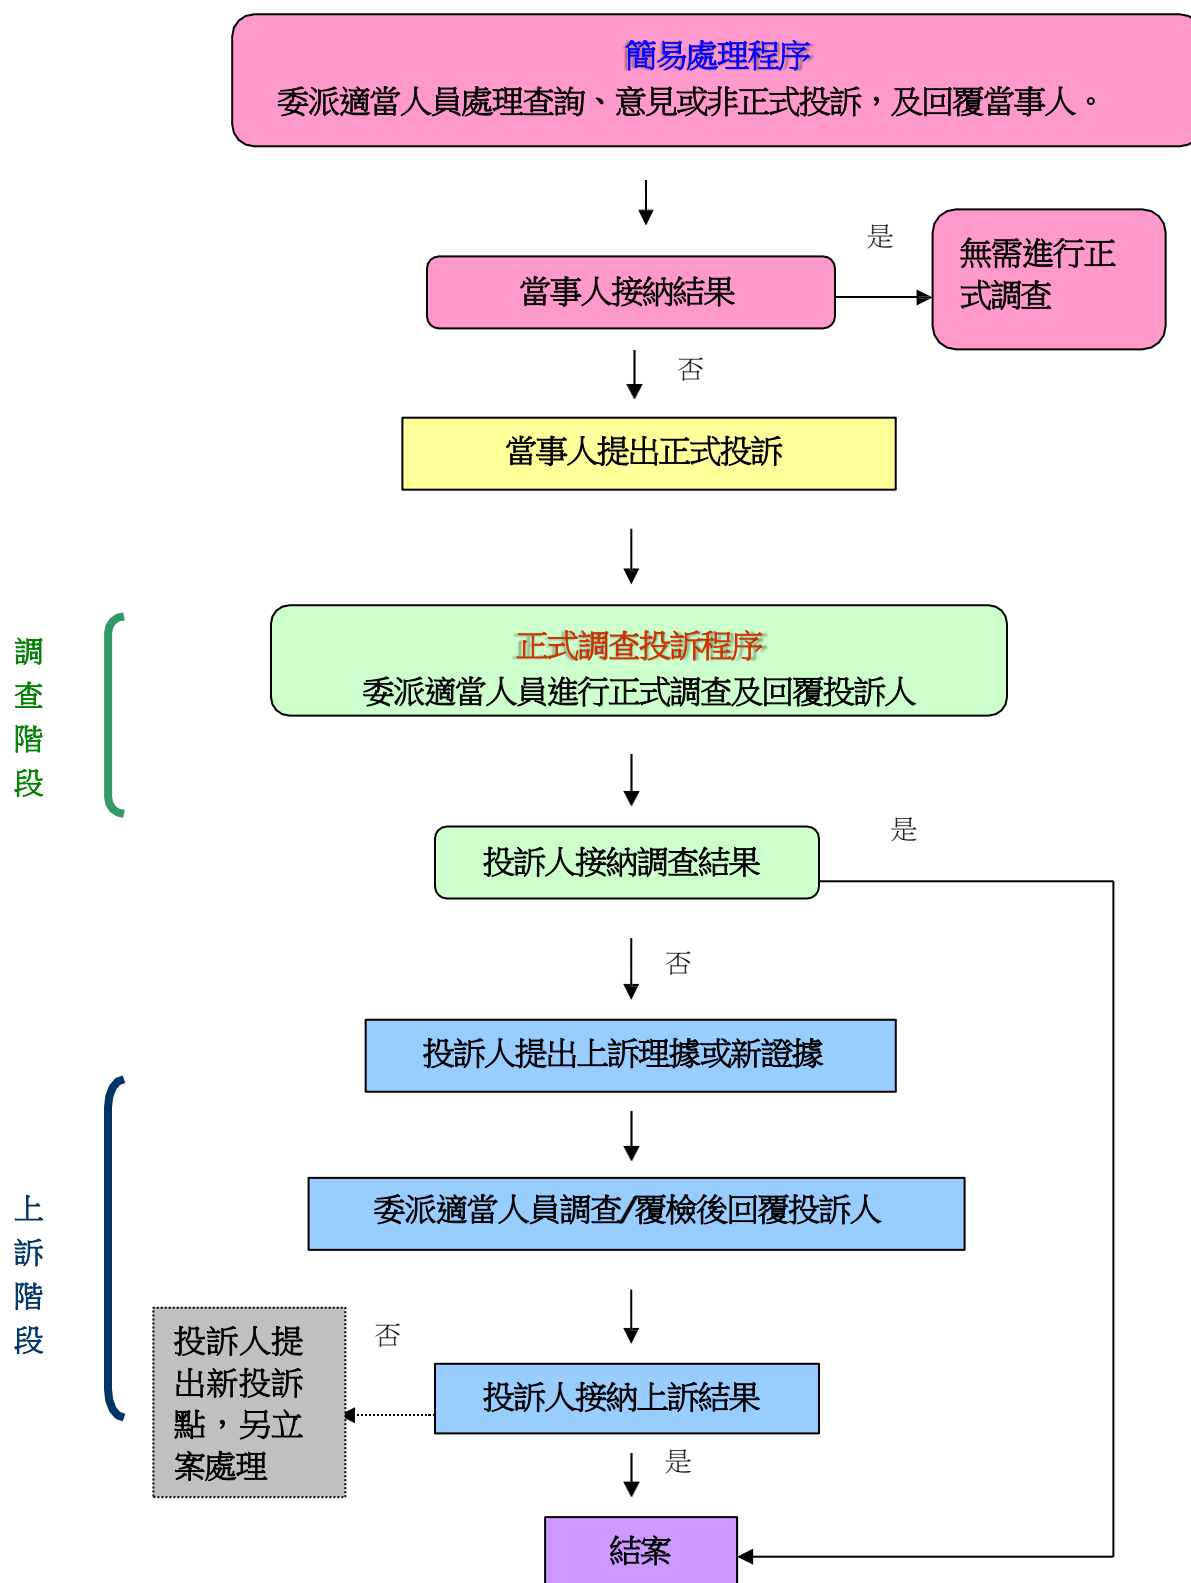 簡易處理程序
委派適當人員處理查詢、意見或非正式投訴，及回覆當事人。
是
當事人接納結果
無需進行正
式調查
否
當事人提出正式投訴
調
查
階
段
正式調查投訴程序
委派適當人員進行正式調查及回覆投訴人
投訴人接納調查結果
是
否
投訴人提出上訴理據或新證據
上
訴
階
段
委派適當人員調查/覆檢後回覆投訴人
投訴人提
出新投訴
點，另立
案處理
否
投訴人接納上訴結果
是
結案